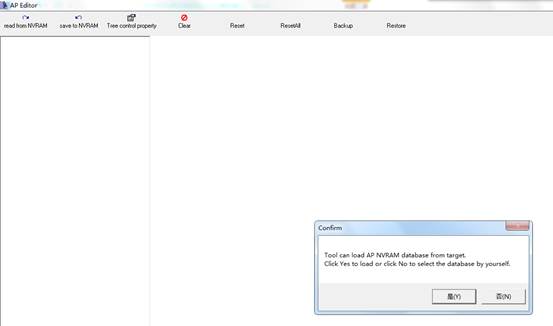 AP Editor
read from NVRAM save to NVRAM Tree control property Clear Reset ResetAll Backup Restore
Confirm
Tool can load AP NVRAM database from target.
Click Yes to load or click No to select the database by yourself.
是(Y) 否(N)